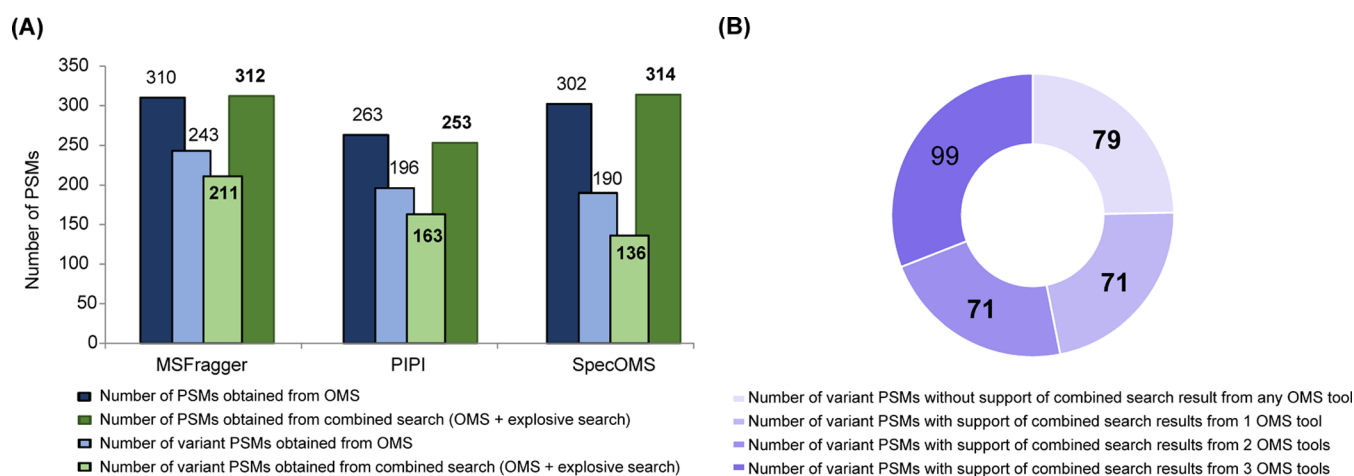 (A)
(B)
350
300
250
200
150
100
50
0
Number of PSMs
310
243
211
312
263
196
163
253
302
190
136
314
MSFragger
PIPI
SpecOMS
Number of PSMs obtained from OMS
Number of PSMs obtained from combined search (OMS + explosive search)
Number of variant PSMs obtained from OMS
Number of variant PSMs obtained from combined search (OMS + explosive search)
79
71
71
99
Number of variant PSMs without support of combined search result from any OMS tool
Number of variant PSMs with support of combined search results from 1 OMS tool
Number of variant PSMs with support of combined search results from 2 OMS tools
Number of variant PSMs with support of combined search results from 3 OMS tools